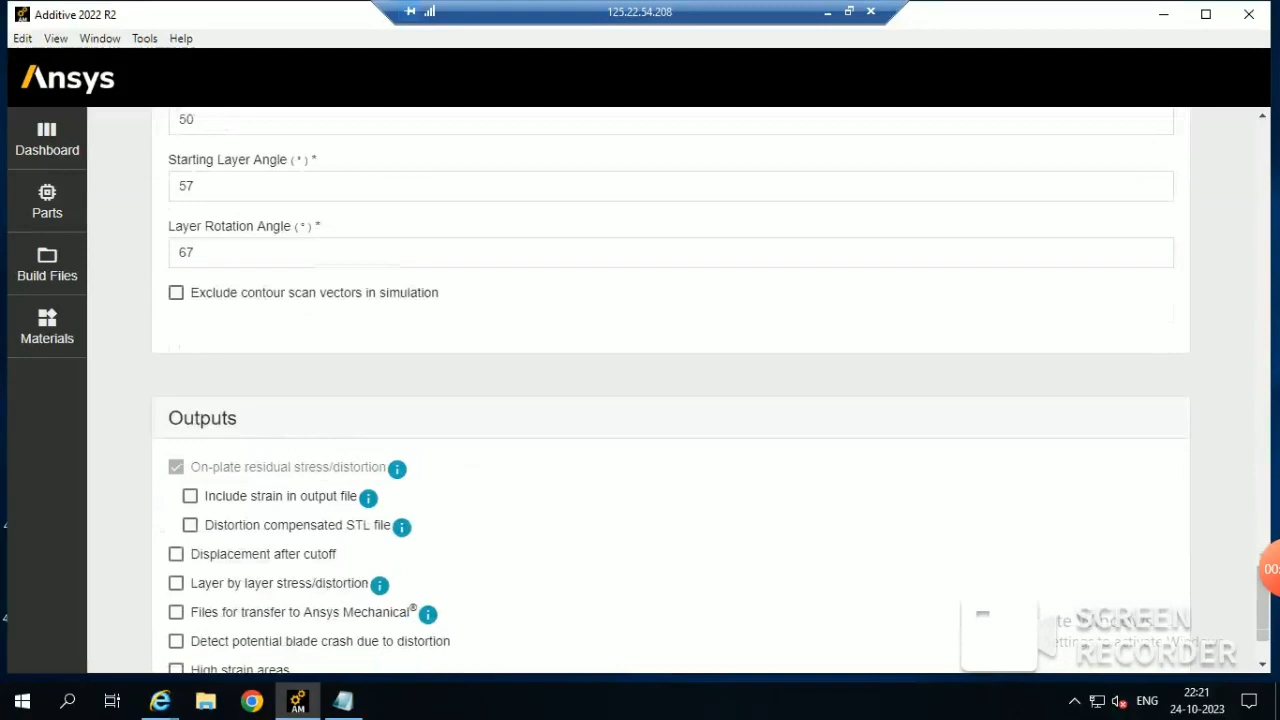 Additive 2022 R2
125.22.54.208
Edit View Window Tools Help
Ansys
Dashboard
Parts
Build Files
Materials
50
Starting Layer Angle (°) *
57
Layer Rotation Angle (°) *
67
Exclude contour scan vectors in simulation
Outputs
On-plate residual stress/distortion
Include strain in output file
Distortion compensated STL file
Displacement after cutoff
Layer by layer stress/distortion
Files for transfer to Ansys Mechanical®
Detect potential blade crash due to distortion
High strain areas
SCREEN
RECORDER
AM
ENG
22:21
24-10-2023